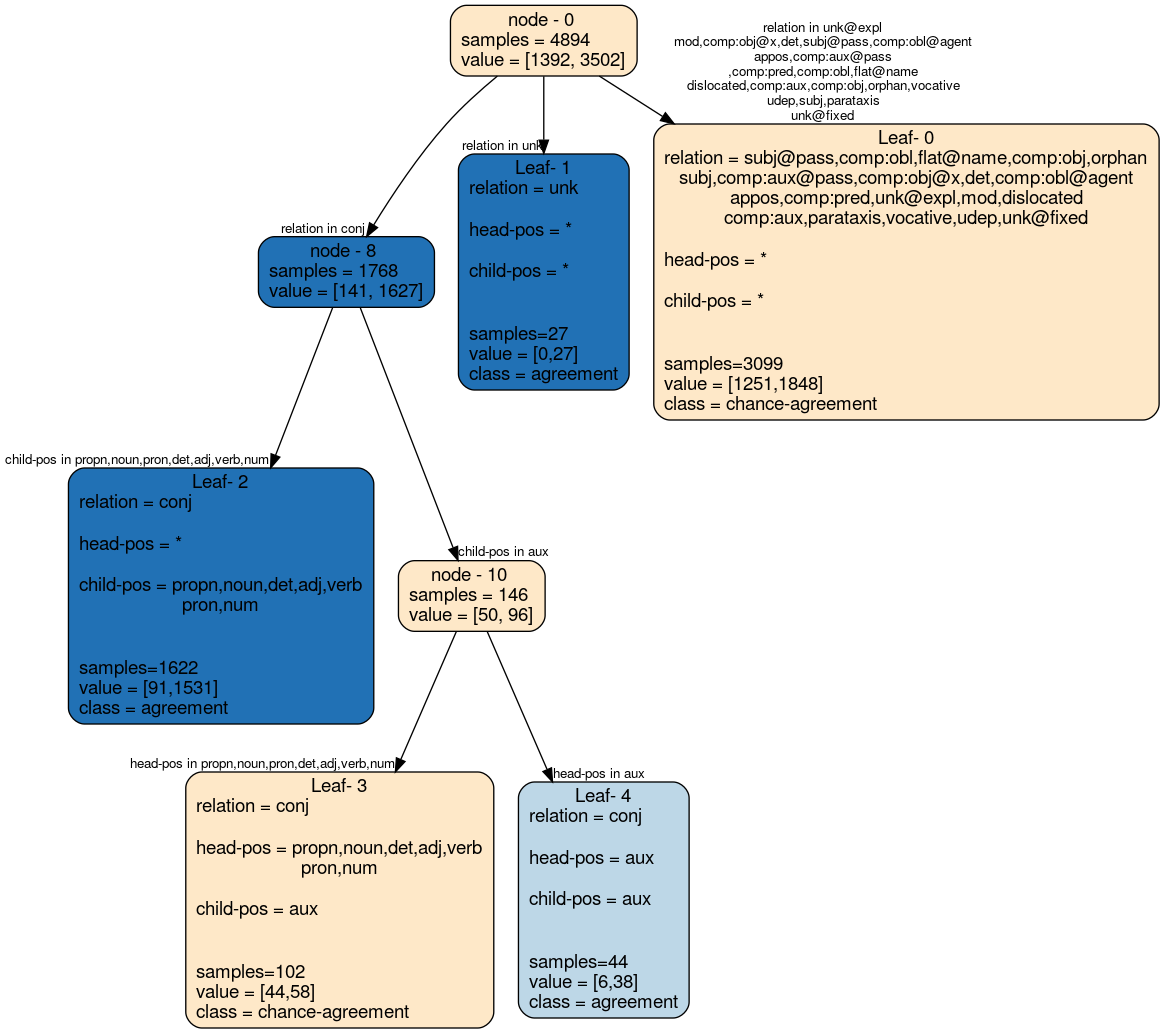 node - 0
samples = 4894
value = [1392, 3502]
relation in unk@expl
mod,comp:obj@x,det,subj@pass,comp:obl@agent
appos,comp:aux@pass
,comp:pred,comp:obl,flat@name
dislocated,comp:aux,comp:obj,orphan,vocative
udep,subj,parataxis
unk@fixed
relation in unk
Leaf- 1
relation = unk
head-pos = *
child-pos = *
samples=27
value = [0,27]
class = agreement
Leaf- 0
relation = subj@pass,comp:obl,flat@name,comp:obj,orphan
subj,comp:aux@pass,comp:obj@x,det,comp:obl@agent
appos,comp:pred,unk@expl,mod,dislocated
comp:aux,parataxis,vocative,udep,unk@fixed
head-pos = *
child-pos = *
samples=3099
value = [1251,1848]
class = chance-agreement
relation in conj
node - 8
samples = 1768
value = [141, 1627]
child-pos in propn,noun,pron,det,adj,verb,num
Leaf- 2
relation = conj
head-pos = *
child-pos = propn,noun,det,adj,verb
pron,num
samples=1622
value = [91,1531]
class = agreement
child-pos in aux
node - 10
samples = 146
value = [50, 96]
head-pos in propn,noun,pron,det,adj,verb,num
Leaf- 3
relation = conj
head-pos = propn,noun,det,adj,verb
pron,num
child-pos = aux
samples=102
value = [44,58]
class = chance-agreement
head-pos in aux
Leaf- 4
relation = conj
head-pos = aux
child-pos = aux
samples=44
value = [6,38]
class = agreement